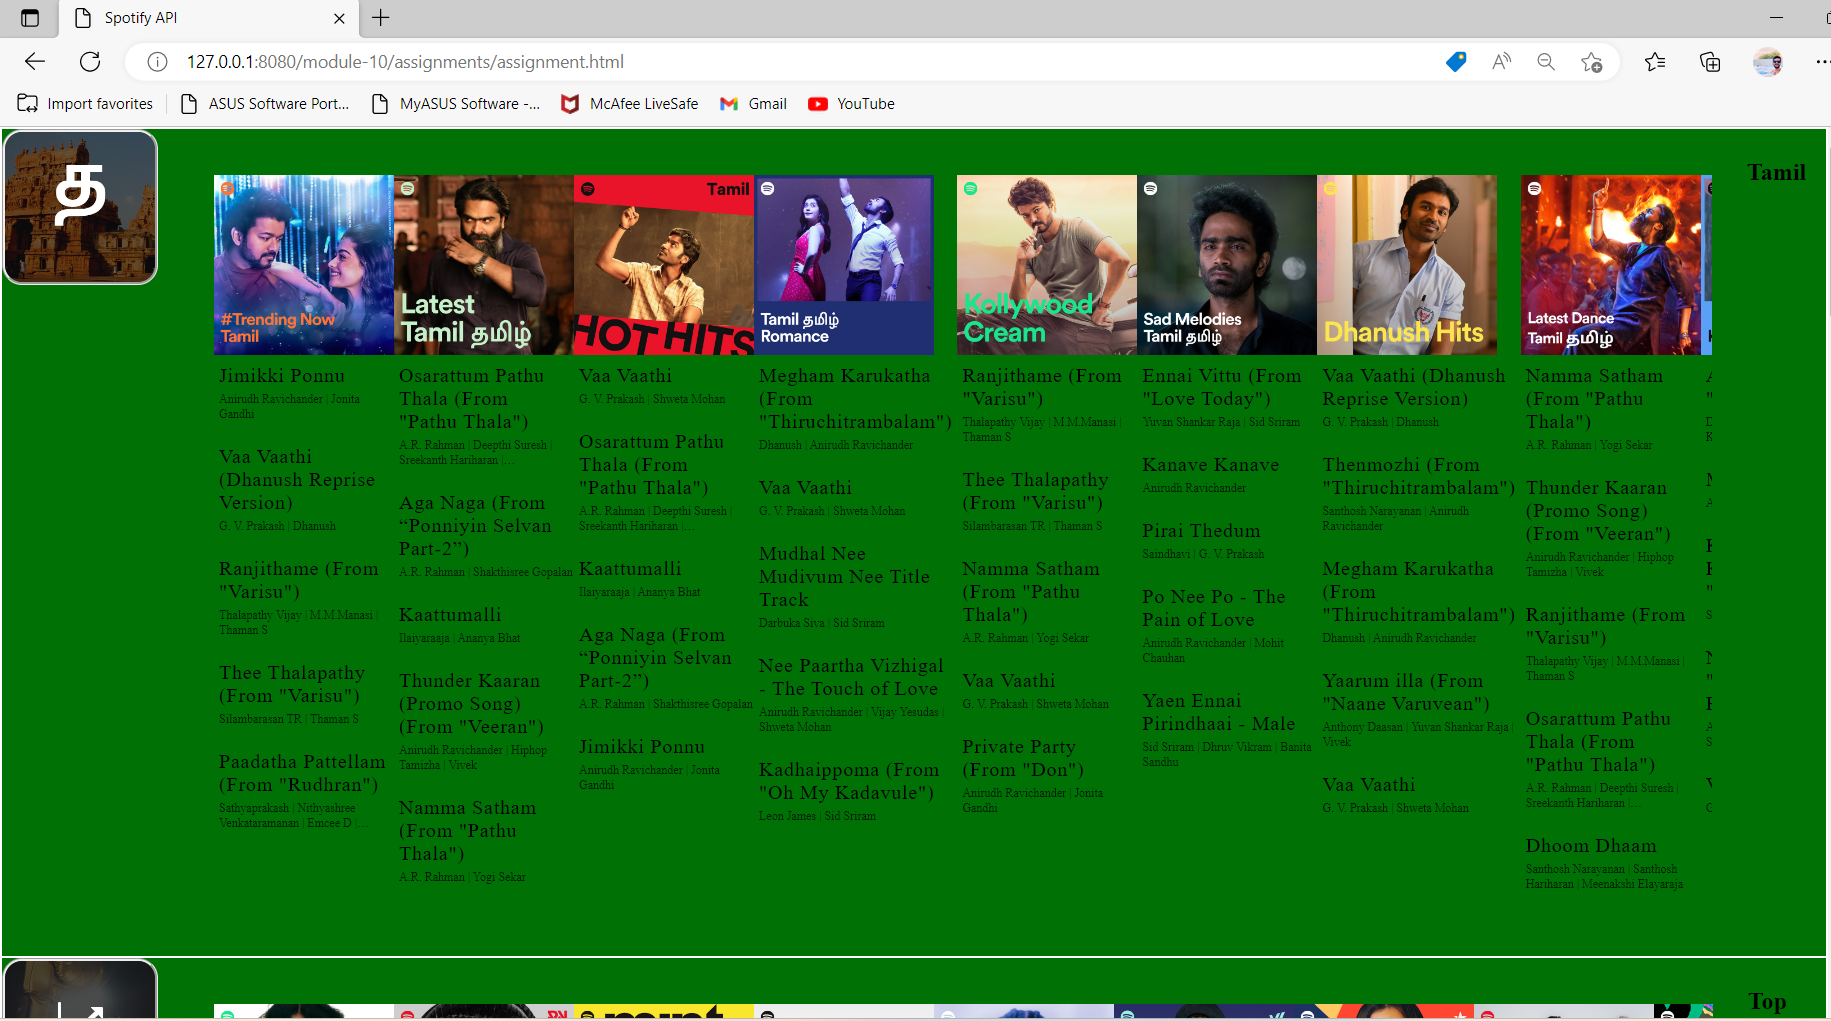 Spotify API
127.0.0.1:8080/module-10/assignments/assignment.html
Import favorites
ASUS Software Port...
MyASUS Software -...
McAfee LiveSafe
Gmail
YouTube
த
Tamil
#Trending Now
Tamil
Jimikki Ponnu
Anirudh Ravichander | Jonita
Gandhi
Vaa Vaathi
(Dhanush Reprise
Version)
G. V. Prakash | Dhanush
Ranjithame (From
"Varisu")
Thalapathy Vijay | M.M.Manasi |
Thaman S
Thee Thalapathy
(From "Varisu")
Silambarasan TR | Thaman S
Paadatha Pattellam
(From "Rudhran")
Sathyaprakash | Nithyashree
Venkataramanan | Emcee D |...
Latest
Tamil தமிழ்
Osarattum Pathu
Thala (From
"Pathu Thala")
A.R. Rahman | Deepthi Suresh |
Sreekanth Hariharan |...
Aga Naga (From
“Ponniyin Selvan
Part-2”)
A.R. Rahman | Shakthisree Gopalan
Kaattumalli
Ilaiyaraaja | Ananya Bhat
Thunder Kaaran
(Promo Song)
(From "Veeran")
Anirudh Ravichander | Hiphop
Tamizha | Vivek
Namma Satham
(From "Pathu
Thala")
A.R. Rahman | Yogi Sekar
Tamil
HOT HITS
Vaa Vaathi
G. V. Prakash | Shweta Mohan
Osarattum Pathu
Thala (From
"Pathu Thala")
A.R. Rahman | Deepthi Suresh |
Sreekanth Hariharan |...
Kaattumalli
Ilaiyaraaja | Ananya Bhat
Aga Naga (From
“Ponniyin Selvan
Part-2”)
A.R. Rahman | Shakthisree Gopalan
Jimikki Ponnu
Anirudh Ravichander | Jonita
Gandhi
Tamil தமிழ்
Romance
Megham Karukatha
(From
"Thiruchitrambalam")
Dhanush | Anirudh Ravichander
Vaa Vaathi
G. V. Prakash | Shweta Mohan
Mudhal Nee
Mudivum Nee Title
Track
Darbuka Siva | Sid Sriram
Nee Paartha Vizhigal
- The Touch of Love
Anirudh Ravichander | Vijay Yesudas |
Shweta Mohan
Kadhaippoma (From
"Oh My Kadavule")
Leon James | Sid Sriram
Kollywood
Cream
Ranjithame (From
"Varisu")
Thalapathy Vijay | M.M.Manasi |
Thaman S
Thee Thalapathy
(From "Varisu")
Silambarasan TR | Thaman S
Namma Satham
(From "Pathu
Thala")
A.R. Rahman | Yogi Sekar
Vaa Vaathi
G. V. Prakash | Shweta Mohan
Private Party
(From "Don")
Anirudh Ravichander | Jonita
Gandhi
Sad Melodies
Tamil தமிழ்
Ennai Vittu (From
"Love Today")
Yuvan Shankar Raja | Sid Sriram
Kanave Kanave
Anirudh Ravichander
Pirai Thedum
Saindhavi | G. V. Prakash
Po Nee Po - The
Pain of Love
Anirudh Ravichander | Mohit
Chauhan
Yaen Ennai
Pirindhaai - Male
Sid Sriram | Dhruv Vikram | Banita
Sandhu
Dhanush Hits
Vaa Vaathi (Dhanush
Reprise Version)
G. V. Prakash | Dhanush
Thenmozhi (From
"Thiruchitrambalam")
Santhosh Narayanan | Anirudh
Ravichander
Megham Karukatha
(From
"Thiruchitrambalam")
Dhanush | Anirudh Ravichander
Yaarum illa (From
"Naane Varuvean")
Anthony Daasan | Yuvan Shankar Raja |
Vivek
Vaa Vaathi
G. V. Prakash | Shweta Mohan
Latest Dance
Tamil தமிழ்
Namma Satham
(From "Pathu
Thala")
A.R. Rahman | Yogi Sekar
Thunder Kaaran
(Promo Song)
(From "Veeran")
Anirudh Ravichander | Hiphop
Tamizha | Vivek
Ranjithame (From
"Varisu")
Thalapathy Vijay | M.M.Manasi |
Thaman S
Osarattum Pathu
Thala (From
"Pathu Thala")
A.R. Rahman | Deepthi Suresh |
Sreekanth Hariharan |...
Dhoom Dhaam
Santhosh Narayanan | Santhosh
Hariharan | Meenakshi Elayaraja
Top